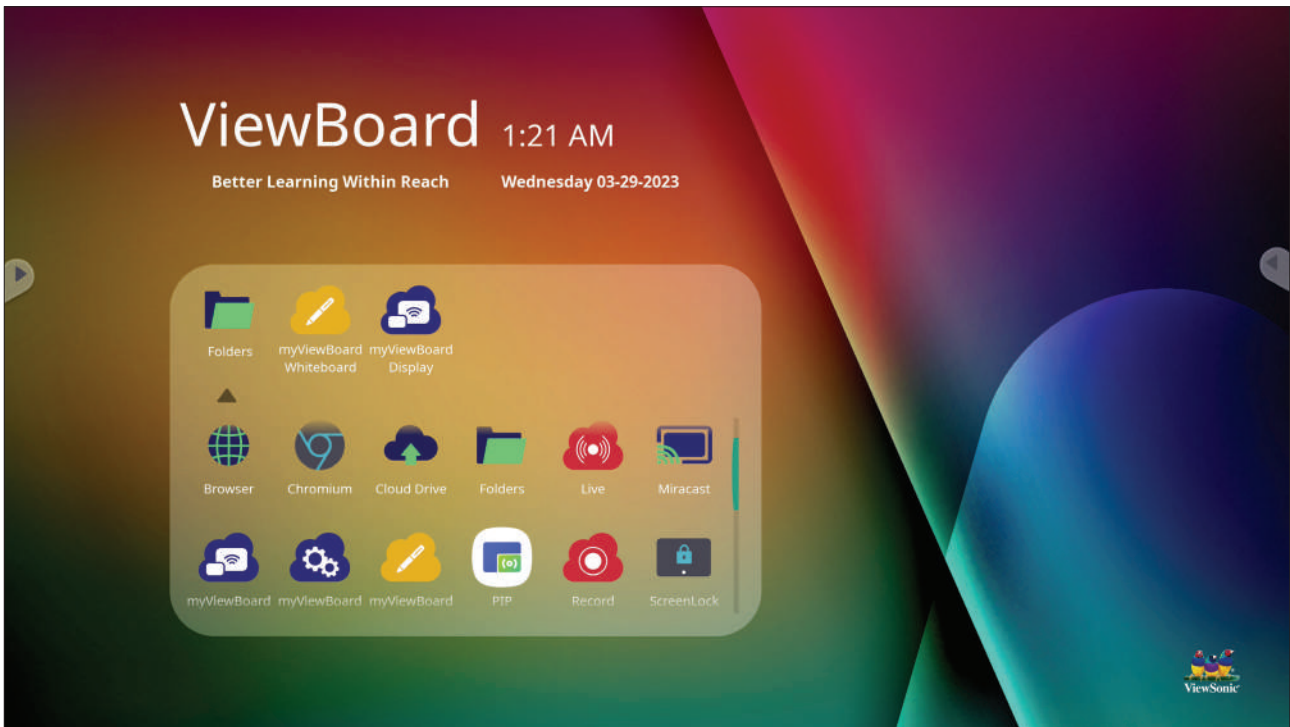 ViewBoard 1:21 AM
Better Learning Within Reach Wednesday 03-29-2023
Folders myViewBoard myViewBoard
Whiteboard Display
Browser Chromium Cloud Drive Folders Live Miracast
myViewBoard myViewBoard myViewBoard PIP Record ScreenLock
ViewSonic